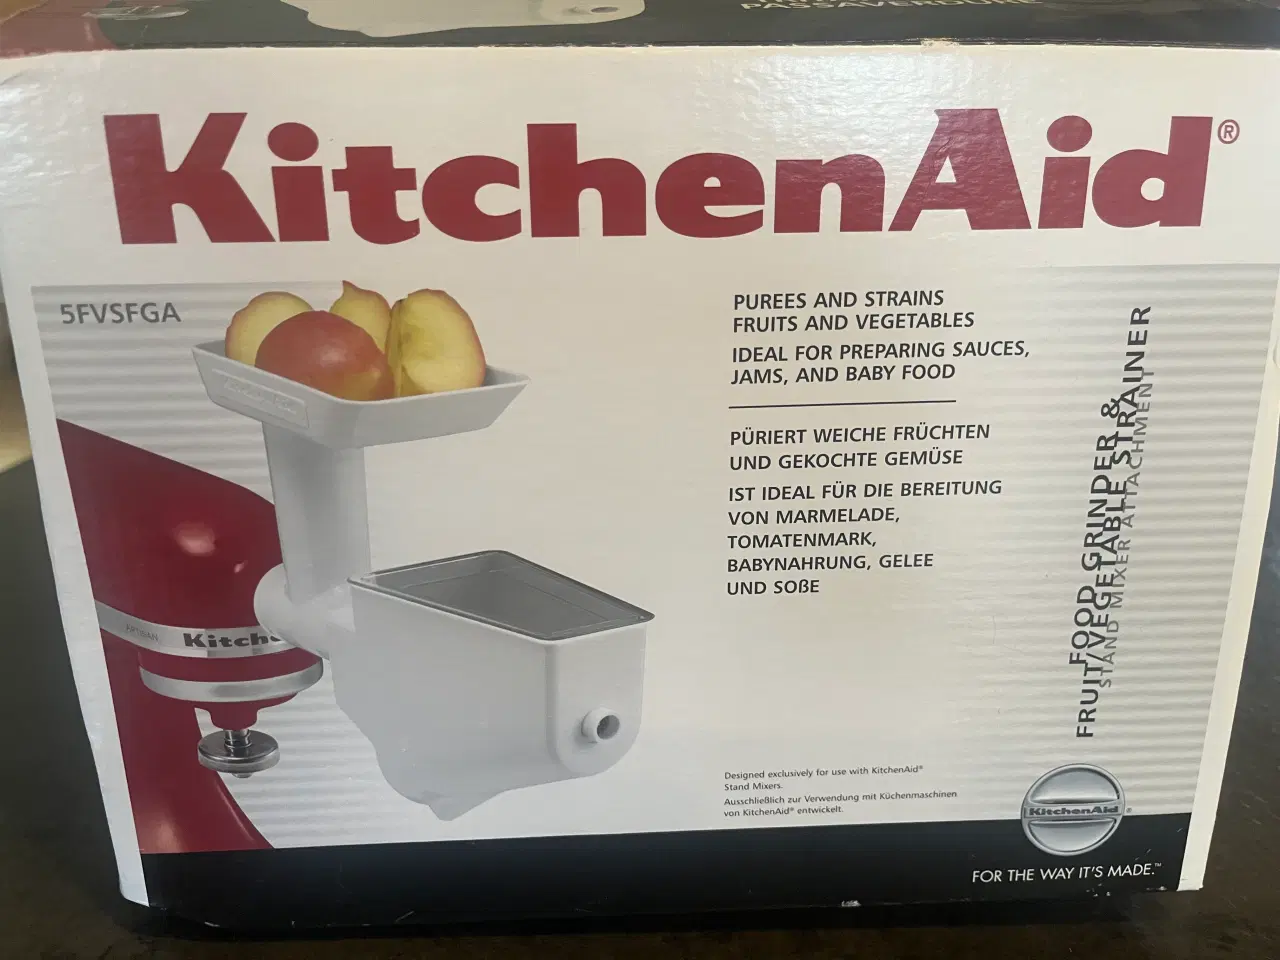 PASSAVERDURE
KitchenAid®
5FVSFGA
PUREES AND STRAINS
FRUITS AND VEGETABLES
IDEAL FOR PREPARING SAUCES,
JAMS, AND BABY FOOD
PÜRIERT WEICHE FRÜCHTEN
UND GEKOCHTE GEMÜSE
IST IDEAL FÜR DIE BEREITUNG
VON MARMELADE,
TOMATENMARK,
BABYNAHRUNG, GELEE
UND SOßE
FOOD GRINDER &
FRUIT/VEGETABLE STRAINER
STAND MIXER ATTACHMENT
ARTISAN
Kitche
Designed exclusively for use with KitchenAid®
Stand Mixers.
Ausschließlich zur Verwendung mit Küchenmaschinen
von KitchenAid® entwickelt.
KitchenAid®
FOR THE WAY IT'S MADE.™